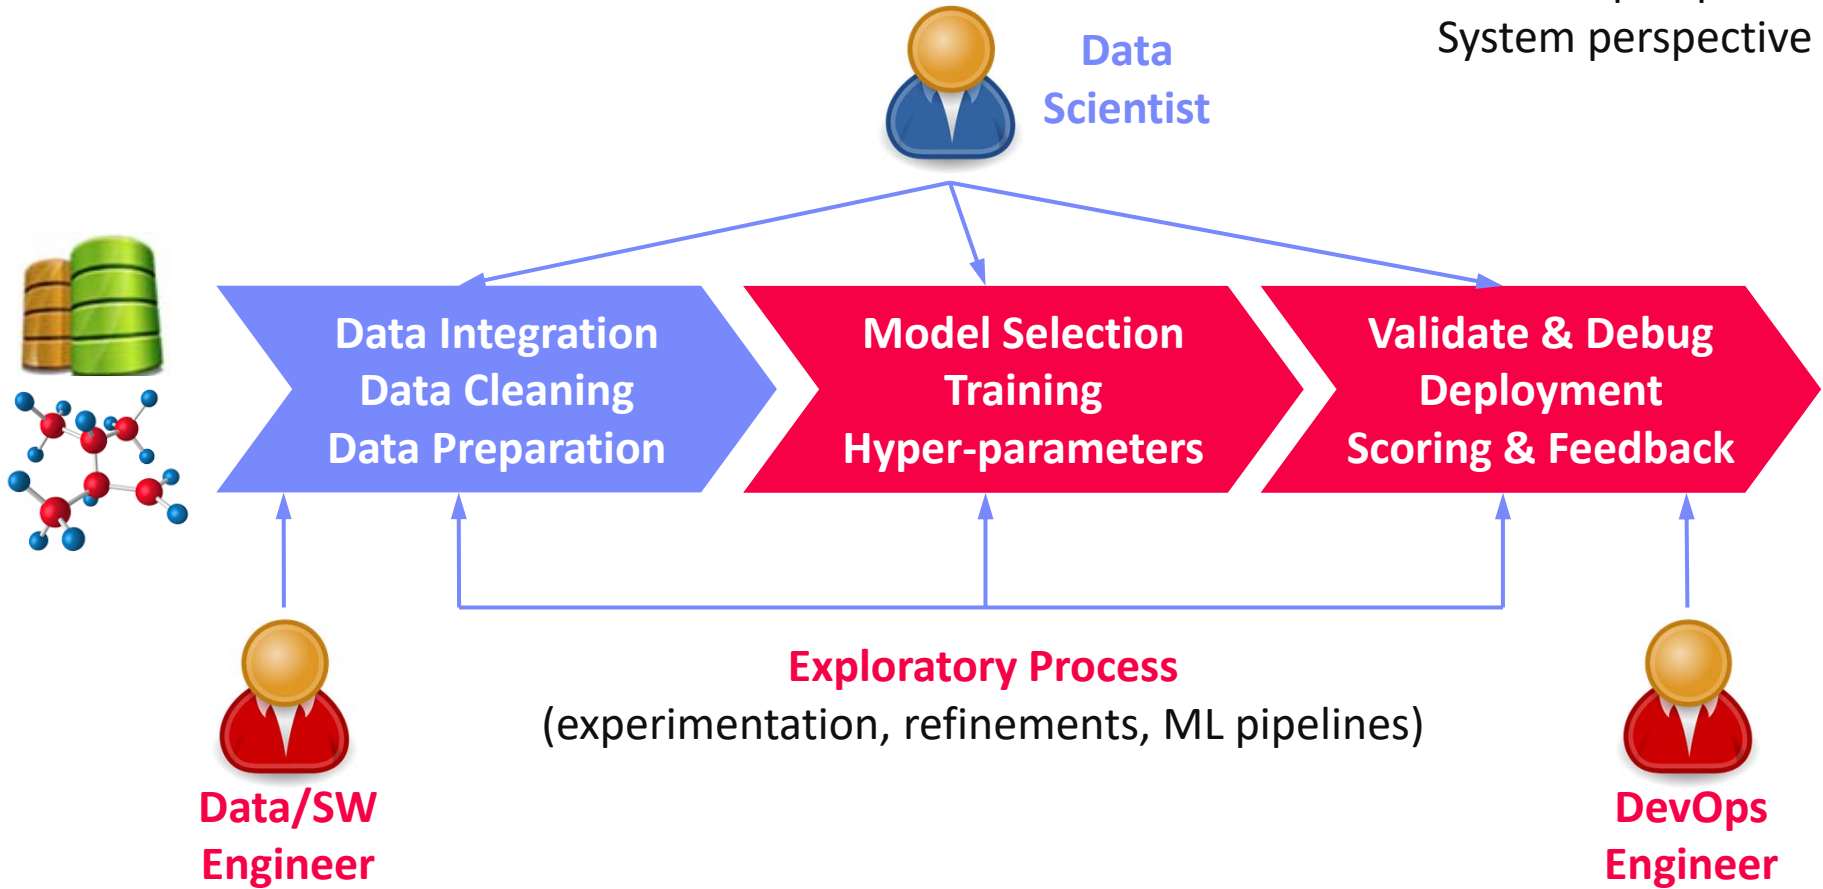 System perspective
Data
Scientist
Data Integration
Data Cleaning
Data Preparation
Model Selection
Training
Hyper-parameters
Validate & Debug
Deployment
Scoring & Feedback
Exploratory Process
(experimentation, refinements, ML pipelines)
Data/SW
Engineer
DevOps
Engineer